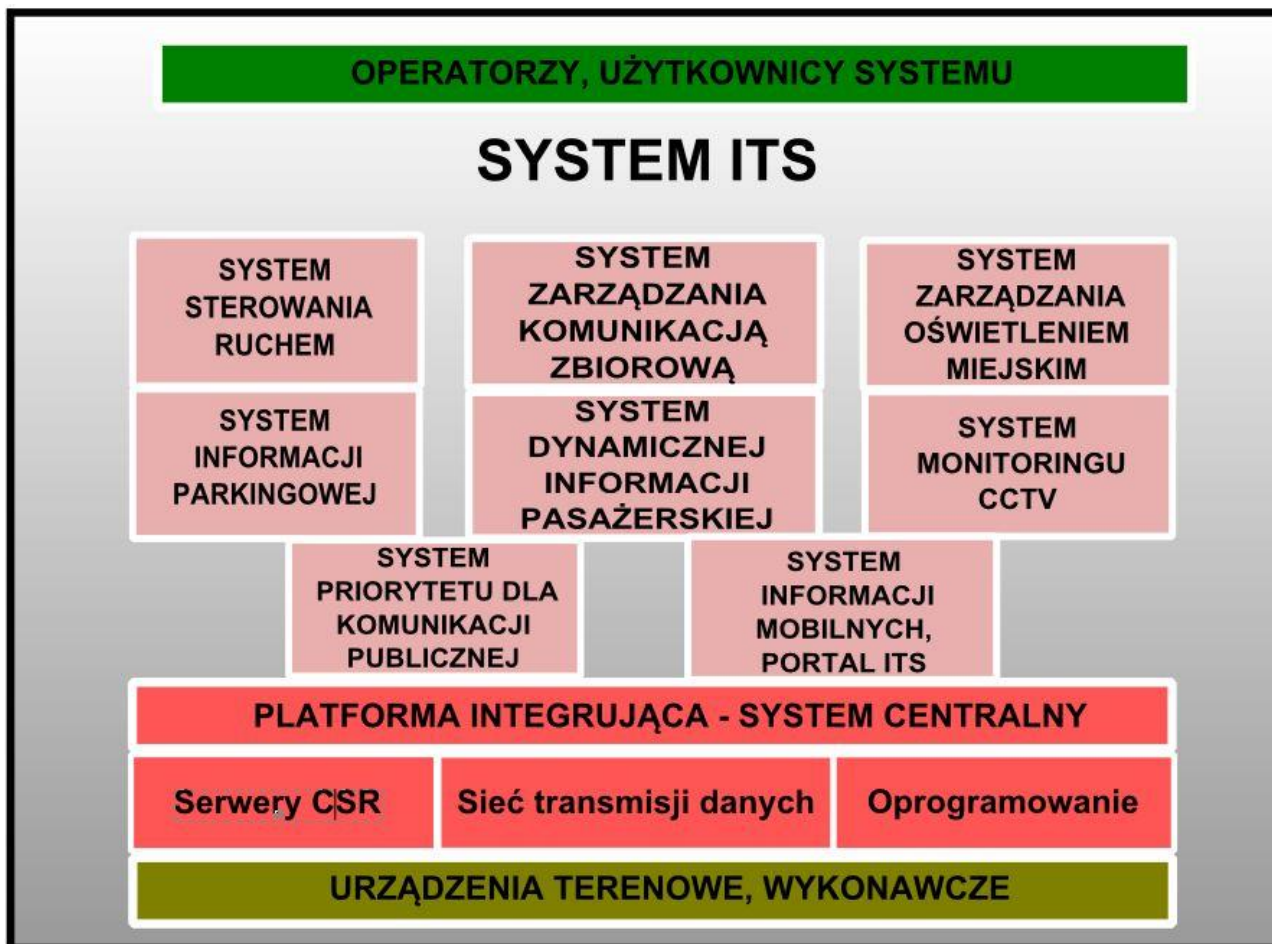 OPERATORZY, UŻYTKOWNICY SYSTEMU
SYSTEM ITS
SYSTEM
STEROWANIA
RUCHEM
SYSTEM
ZARZĄDZANIA
KOMUNIKACJĄ
ZBIOROWĄ
SYSTEM
ZARZĄDZANIA
OŚWIETLENIEM
MIEJSKIM
SYSTEM
INFORMACJI
PARKINGOWEJ
SYSTEM
DYNAMICZNEJ
INFORMACJI
PASAŻERSKIEJ
SYSTEM
MONITORINGU
CCTV
SYSTEM
PRIORYTETU DLA
KOMUNIKACJI
PUBLICZNEJ
SYSTEM
INFORMACJI
MOBILNYCH,
PORTAL ITS
PLATFORMA INTEGRUJĄCA - SYSTEM CENTRALNY
Serwery CSR
Sieć transmisji danych
Oprogramowanie
URZĄDZENIA TERENOWE, WYKONAWCZE